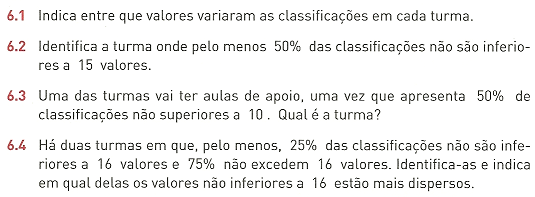 6.1 Indica entre que valores variaram as classificações em cada turma.
6.2 Identifica a turma onde pelo menos 50% das classificações não são inferio-
res a 15 valores.
6.3 Uma das turmas vai ter aulas de apoio, uma vez que apresenta 50% de
classificações não superiores a 10 . Qual é a turma?
6.4 Há duas turmas em que, pelo menos, 25% das classificações não são infe-
riores a 16 valores e 75% não excedem 16 valores. Identifica-as e indica
em qual delas os valores não inferiores a 16 estão mais dispersos.